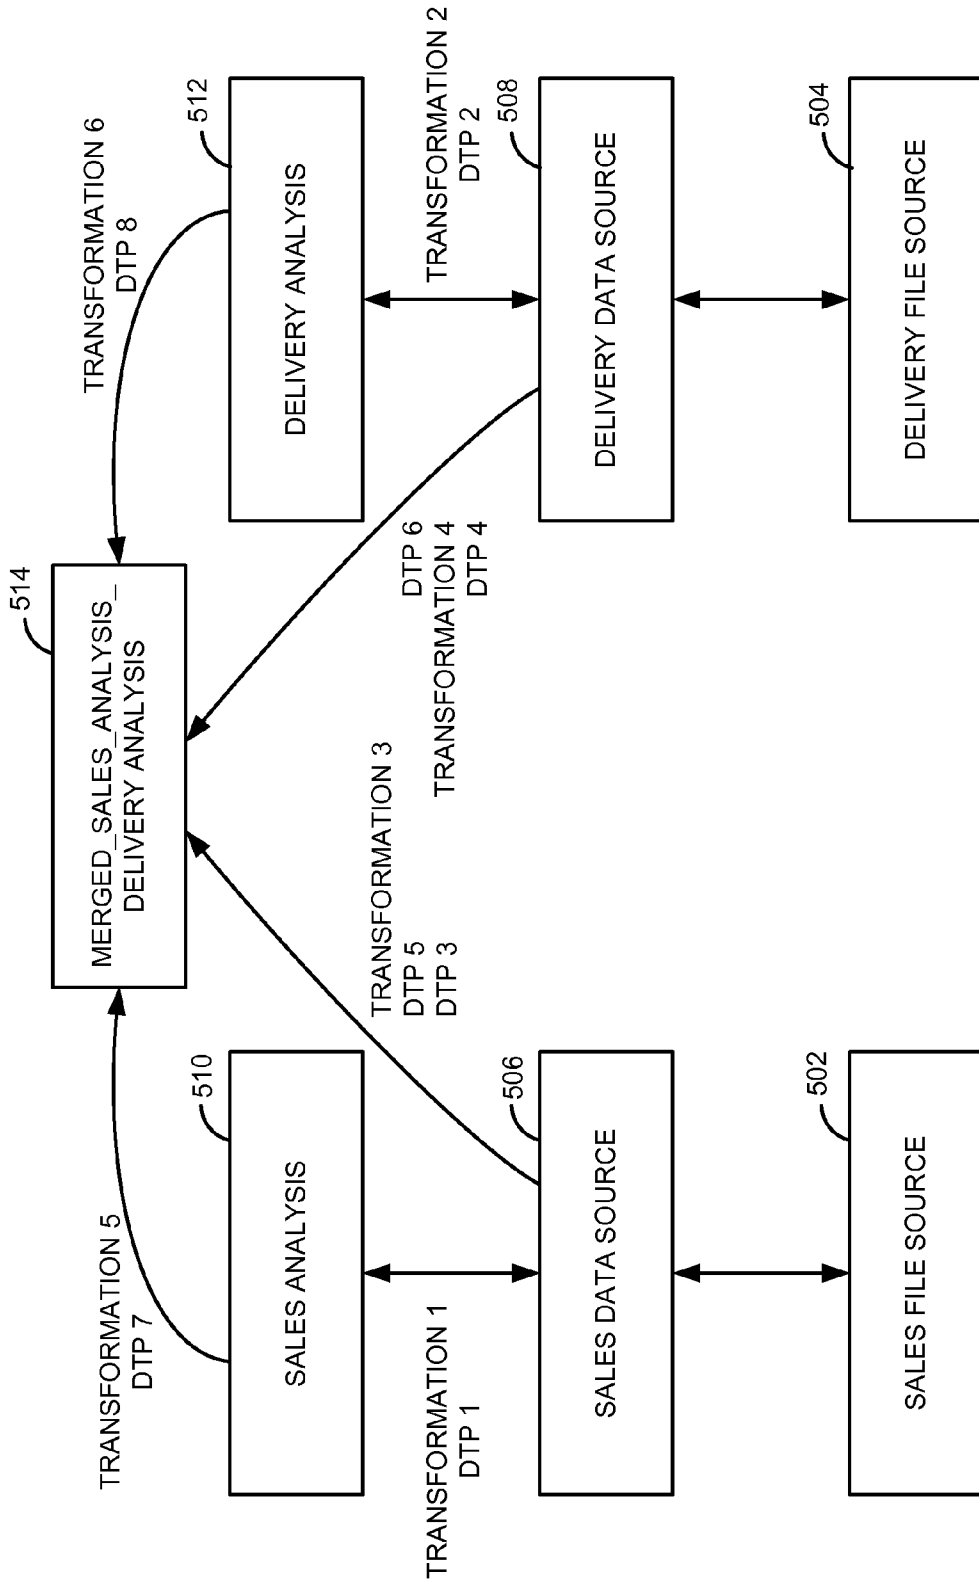 514
MERGED_SALES_ANALYSIS_
DELIVERY ANALYSIS
TRANSFORMATION 5
DTP 7
TRANSFORMATION 6
DTP 8
510
SALES ANALYSIS
512
DELIVERY ANALYSIS
TRANSFORMATION 1
DTP 1
TRANSFORMATION 3
DTP 5
DTP 3
DTP 6
TRANSFORMATION 4
DTP 4
TRANSFORMATION 2
DTP 2
506
SALES DATA SOURCE
508
DELIVERY DATA SOURCE
502
SALES FILE SOURCE
504
DELIVERY FILE SOURCE